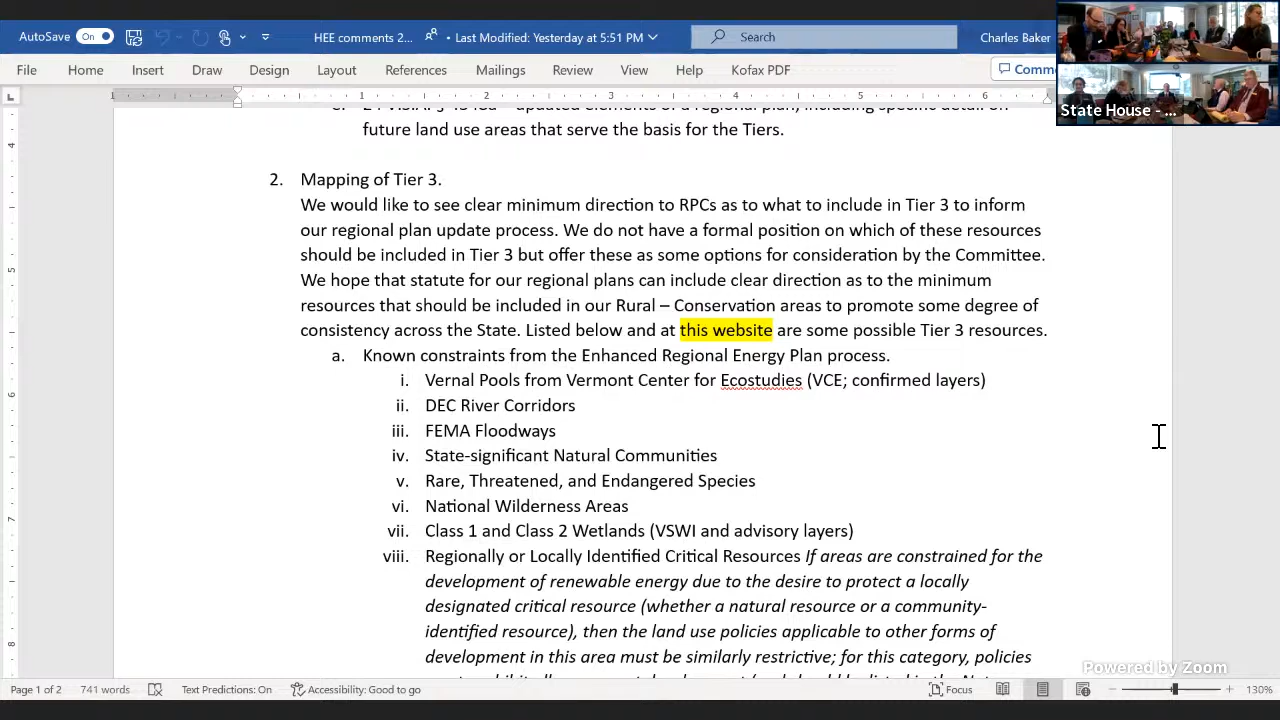 AutoSave On HEE comments 2... • Last Modified: Yesterday at 5:51 PM Search Charles Baker
File Home Insert Draw Design Layout References Mailings Review View Help Kofax PDF Comme
State House - ...
1 1 2 3 4 5 6
future land use areas that serve the basis for the Tiers.
2. Mapping of Tier 3.
We would like to see clear minimum direction to RPCs as to what to include in Tier 3 to inform
our regional plan update process. We do not have a formal position on which of these resources
should be included in Tier 3 but offer these as some options for consideration by the Committee.
We hope that statute for our regional plans can include clear direction as to the minimum
resources that should be included in our Rural – Conservation areas to promote some degree of
consistency across the State. Listed below and at this website are some possible Tier 3 resources.
a. Known constraints from the Enhanced Regional Energy Plan process.
i. Vernal Pools from Vermont Center for Ecostudies (VCE; confirmed layers)
ii. DEC River Corridors
iii. FEMA Floodways
iv. State-significant Natural Communities
v. Rare, Threatened, and Endangered Species
vi. National Wilderness Areas
vii. Class 1 and Class 2 Wetlands (VSWI and advisory layers)
viii. Regionally or Locally Identified Critical Resources If areas are constrained for the
development of renewable energy due to the desire to protect a locally
designated critical resource (whether a natural resource or a community-
identified resource), then the land use policies applicable to other forms of
development in this area must be similarly restrictive; for this category, policies
Powered by Zoom
Page 1 of 2 741 words Text Predictions: On Accessibility: Good to go Focus 130%